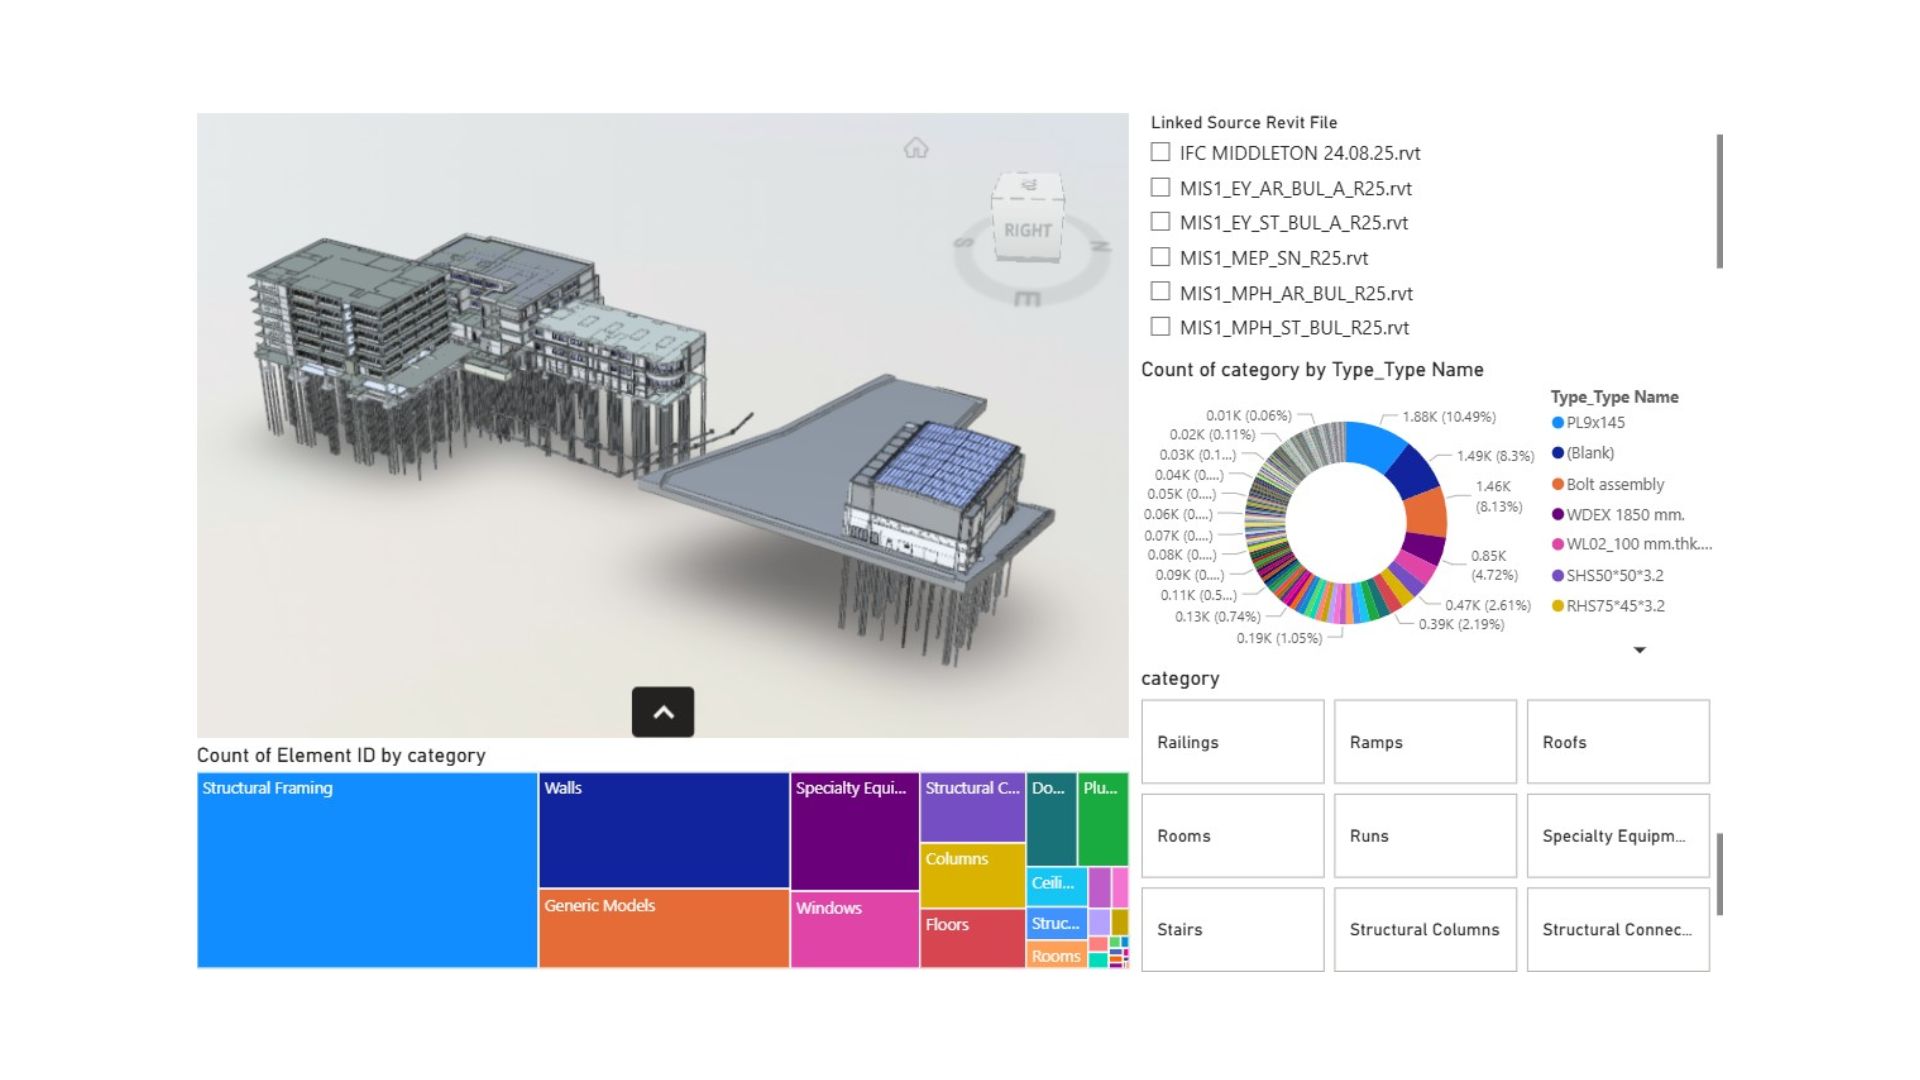 TOP
RIGHT
S
N
E
Linked Source Revit File
IFC MIDDLETON 24.08.25.rvt
MIS1_EY_AR_BUL_A_R25.rvt
MIS1_EY_ST_BUL_A_R25.rvt
MIS1_MEP_SN_R25.rvt
MIS1_MPH_AR_BUL_R25.rvt
MIS1_MPH_ST_BUL_R25.rvt
Count of category by Type_Type Name
0.01K (0.06%)
0.02K (0.11%)
0.03K (0.1...)
0.04K (0....)
0.05K (0....)
0.06K (0....)
0.07K (0....)
0.08K (0....)
0.09K (0....)
0.11K (0.5...)
0.13K (0.74%)
0.19K (1.05%)
1.88K (10.49%)
1.49K (8.3%)
1.46K
(8.13%)
0.85K
(4.72%)
0.47K (2.61%)
0.39K (2.19%)
Type_Type Name
PL9x145
(Blank)
Bolt assembly
WDEX 1850 mm.
WL02_100 mm.thk....
SHS50*50*3.2
RHS75*45*3.2
category
Railings
Ramps
Roofs
Rooms
Runs
Specialty Equipm...
Stairs
Structural Columns
Structural Connec...
Count of Element ID by category
Structural Framing
Walls
Generic Models
Specialty Equi...
Windows
Structural C...
Columns
Floors
Do...
Plu...
Ceili...
Struc...
Rooms